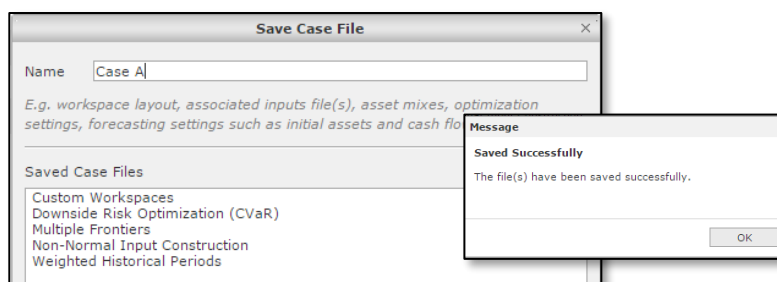 Save Case File
Name Case A
E.g. workspace layout, associated inputs file(s), asset mixes, optimization
settings, forecasting settings such as initial assets and cash
Saved Case Files
Custom Workspaces
Downside Risk Optimization (CVaR)
Multiple Frontiers
Non-Normal Input Construction
Weighted Historical Periods
Message
Saved Successfully
The file(s) have been saved successfully.
OK